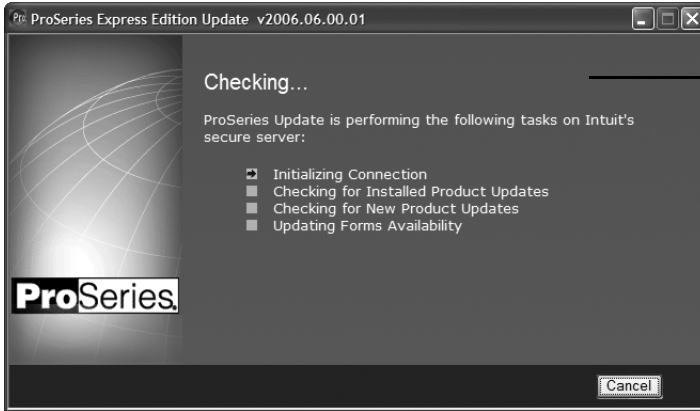 Pro ProSeries Express Edition Update v2006.06.00.01
Checking...
ProSeries Update is performing the following tasks on Intuit's
secure server:
Initializing Connection
Checking for Installed Product Updates
Checking for New Product Updates
Updating Forms Availability
ProSeries.
Cancel